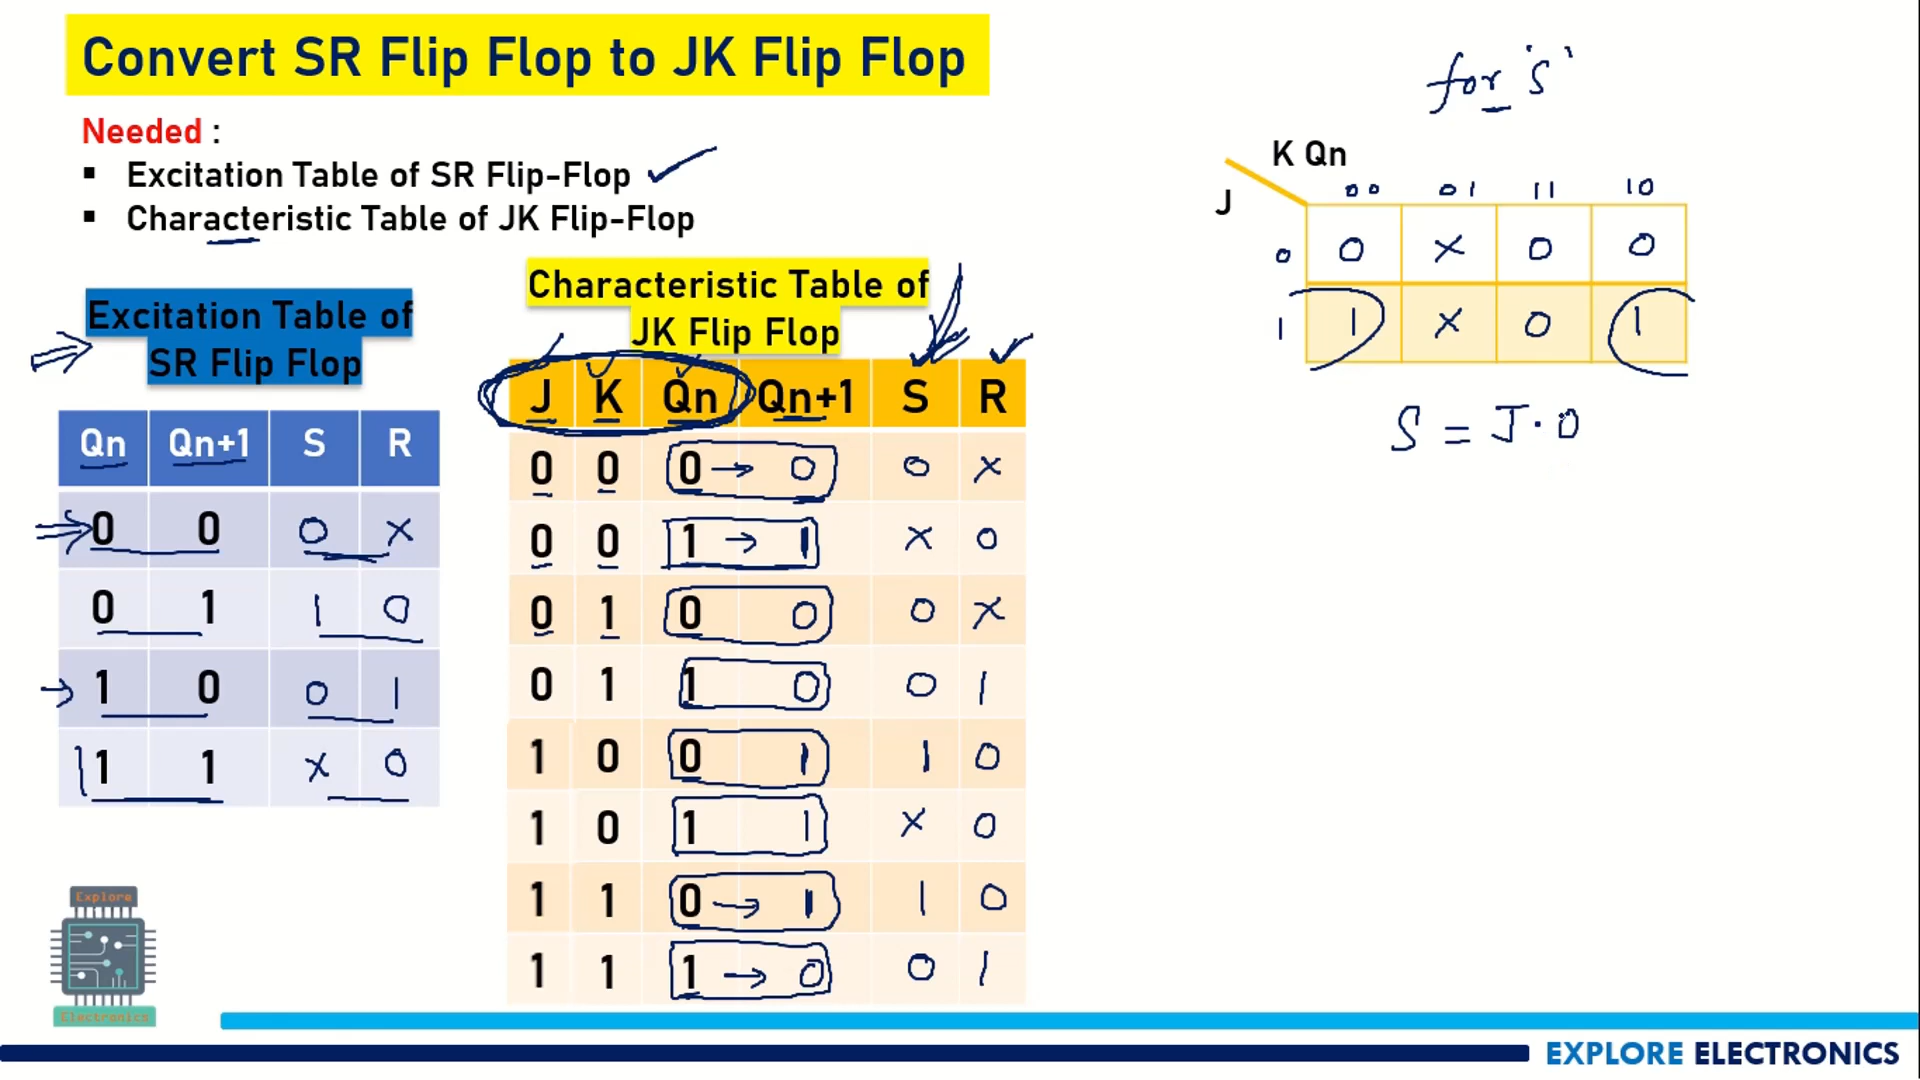 Convert SR Flip Flop to JK Flip Flop
Needed :
▪ Excitation Table of SR Flip-Flop
▪ Characteristic Table of JK Flip-Flop
Excitation Table of
SR Flip Flop
Qn Qn+1 S R
0 0 0 x
0 1 1 0
1 0 0 1
1 1 x 0
Characteristic Table of
JK Flip Flop
J K Qn Qn+1 S R
0 0 0 → 0 0 x
0 0 1 → 1 x 0
0 1 0 0 0 x
0 1 1 0 0 1
1 0 0 1 1 0
1 0 1 1 x 0
1 1 0 → 1 1 0
1 1 1 → 0 0 1
for 's'
K Qn
J
00 01 11 10
0 0 x 0 0
1 1 x 0 1
S = J · 0
Explore
Electronics
EXPLORE ELECTRONICS